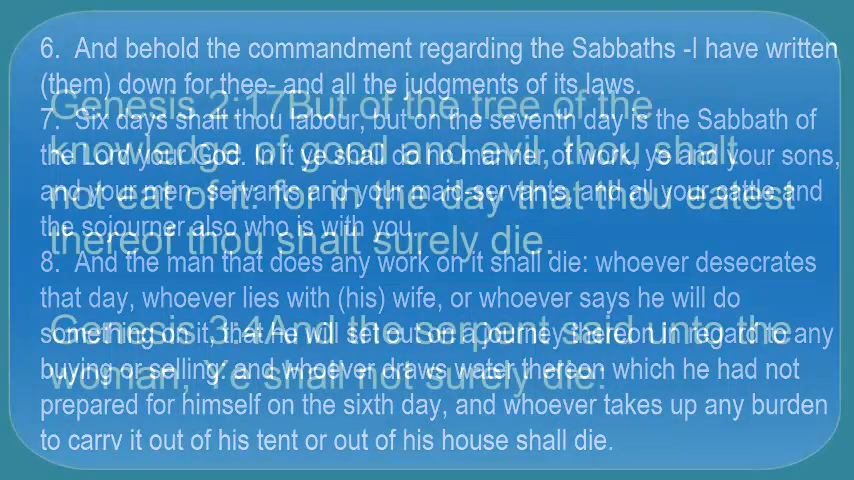 6. And behold the commandment regarding the Sabbaths -I have written
(them) down for thee- and all the judgments of its laws.
7. Six days shalt thou labour, but on the seventh day is the Sabbath of
the Lord your God. In it ye shall do no manner of work, ye and your sons,
and your men- servants and your maid-servants, and all your cattle and
the sojourner also who is with you.
8. And the man that does any work on it shall die: whoever desecrates
that day, whoever lies with (his) wife, or whoever says he will do
something on it, that he will set out on a journey thereon in regard to any
buying or selling: and whoever draws water thereon which he had not
prepared for himself on the sixth day, and whoever takes up any burden
to carry it out of his tent or out of his house shall die.
Genesis 2:17But of the tree of the
knowledge of good and evil, thou shalt
not eat of it: for in the day that thou eatest
thereof thou shalt surely die.
Genesis 3:4And the serpent said unto the
woman, Ye shall not surely die: